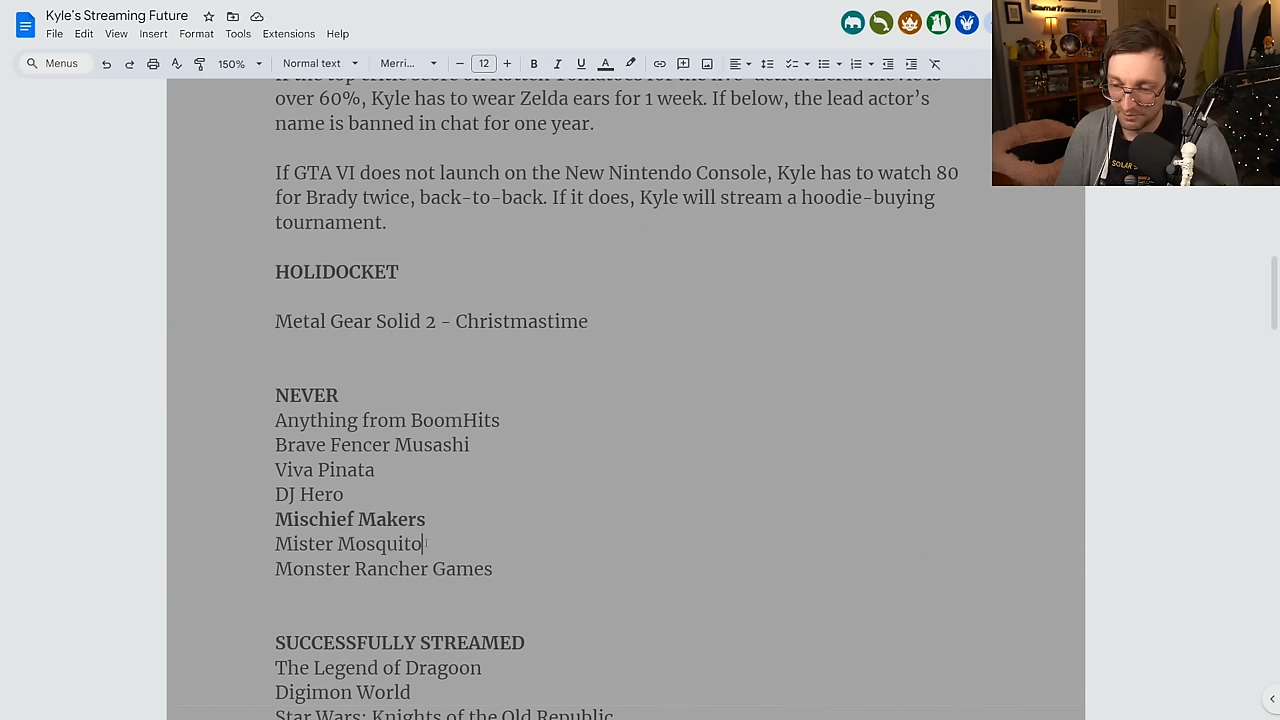 Kyle's Streaming Future
File Edit View Insert Format Tools Extensions Help
Menus 150% Normal text Merri... 12 B I U A
over 60%, Kyle has to wear Zelda ears for 1 week. If below, the lead actor's
name is banned in chat for one year.
If GTA VI does not launch on the New Nintendo Console, Kyle has to watch 80
for Brady twice, back-to-back. If it does, Kyle will stream a hoodie-buying
tournament.
HOLIDOCKET
Metal Gear Solid 2 - Christmastime
NEVER
Anything from BoomHits
Brave Fencer Musashi
Viva Pinata
DJ Hero
Mischief Makers
Mister Mosquito
Monster Rancher Games
SUCCESSFULLY STREAMED
The Legend of Dragoon
Digimon World
Star Wars: Knights of the Old Republic
GameTrailers.com
SOLAR